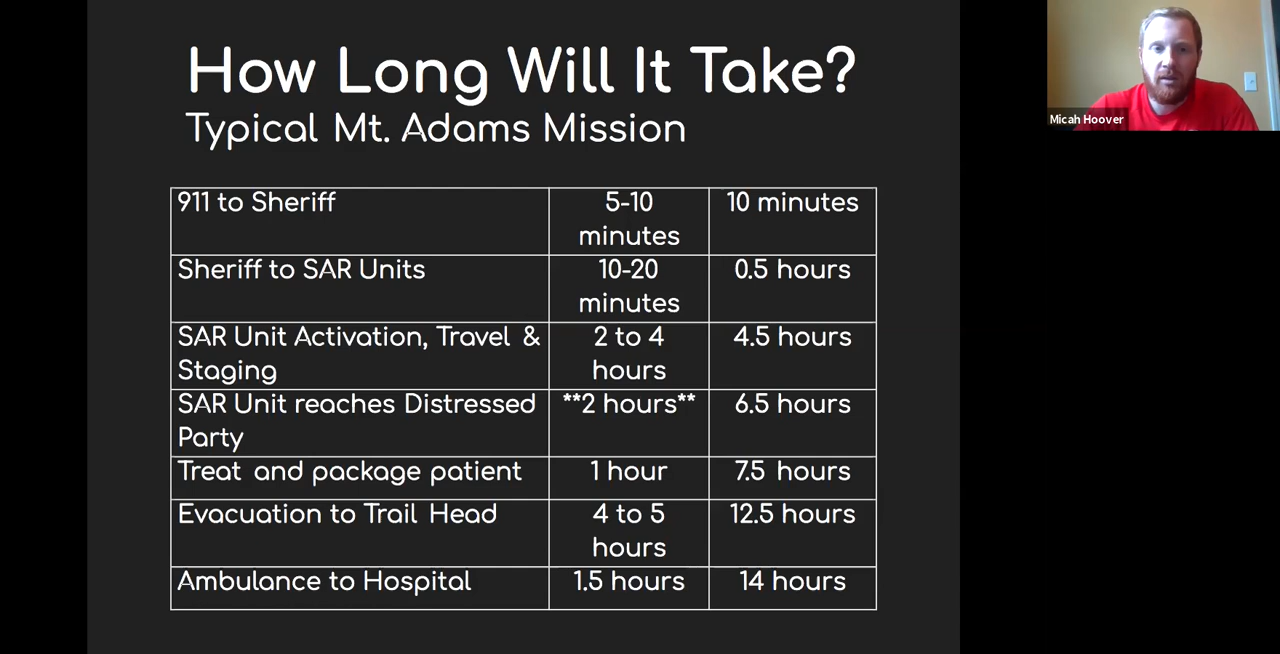 How Long Will It Take?
Typical Mt. Adams Mission
911 to Sheriff
5-10
minutes
10 minutes
Sheriff to SAR Units
10-20
minutes
0.5 hours
SAR Unit Activation, Travel &
Staging
2 to 4
hours
4.5 hours
SAR Unit reaches Distressed
Party
**2 hours**
6.5 hours
Treat and package patient
1 hour
7.5 hours
Evacuation to Trail Head
4 to 5
hours
12.5 hours
Ambulance to Hospital
1.5 hours
14 hours
Micah Hoover